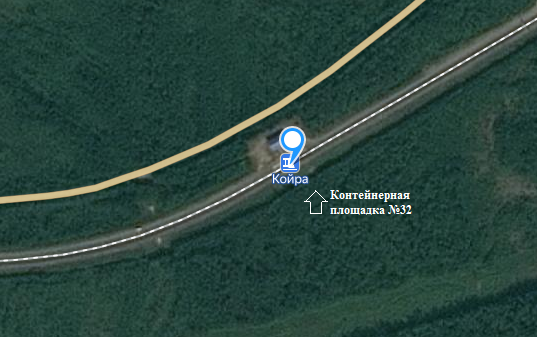 Койра
Контейнерная
площадка №32